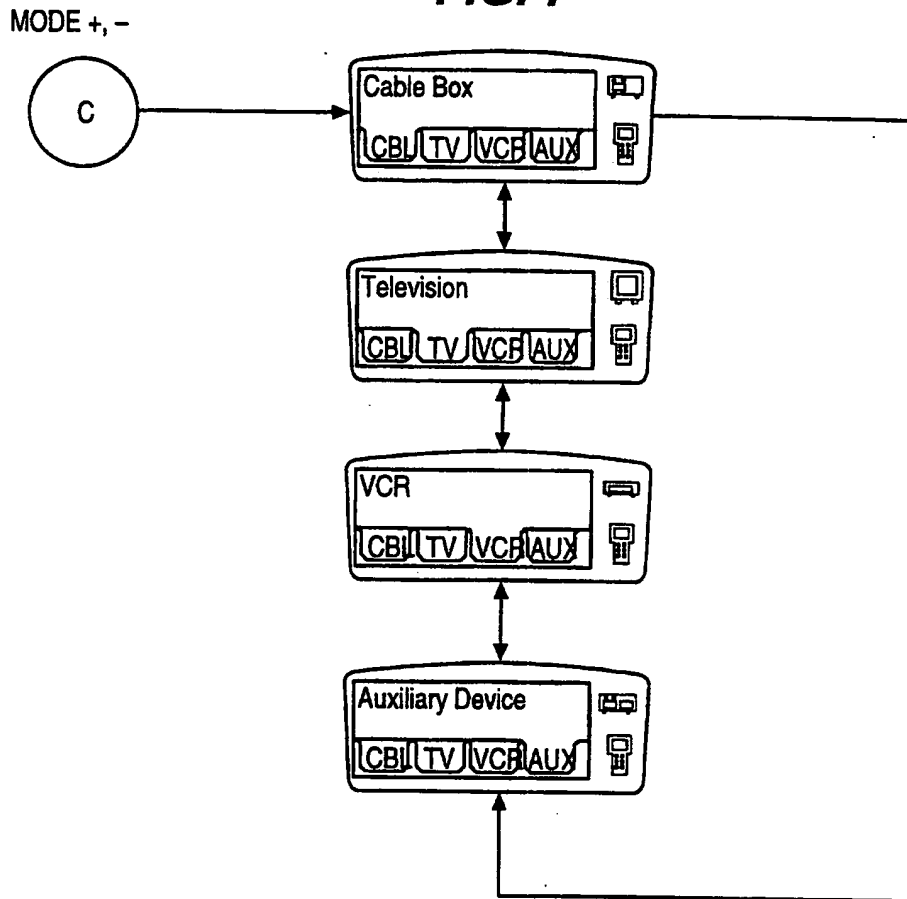 MODE +, –
C
Cable Box
CBL TV VCR AUX
Television
CBL TV VCR AUX
VCR
CBL TV VCR AUX
Auxiliary Device
CBL TV VCR AUX